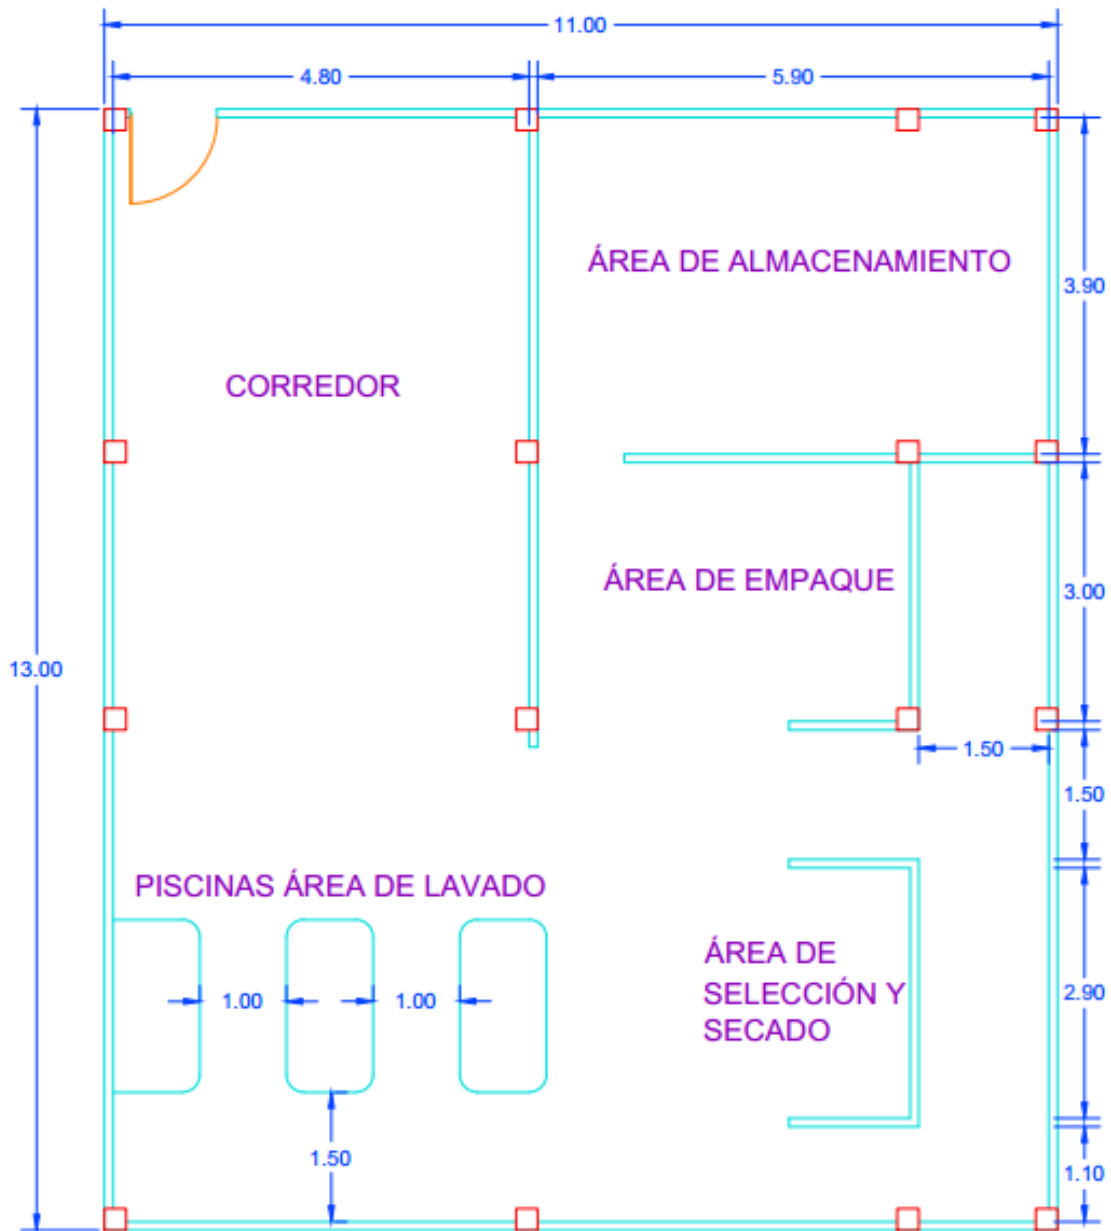 11.00
4.80
5.90
ÁREA DE ALMACENAMIENTO
3.90
CORREDOR
ÁREA DE EMPAQUE
3.00
13.00
1.50
1.50
PISCINAS ÁREA DE LAVADO
ÁREA DE
SELECCIÓN Y
SECADO
1.00
1.00
2.90
1.50
1.10